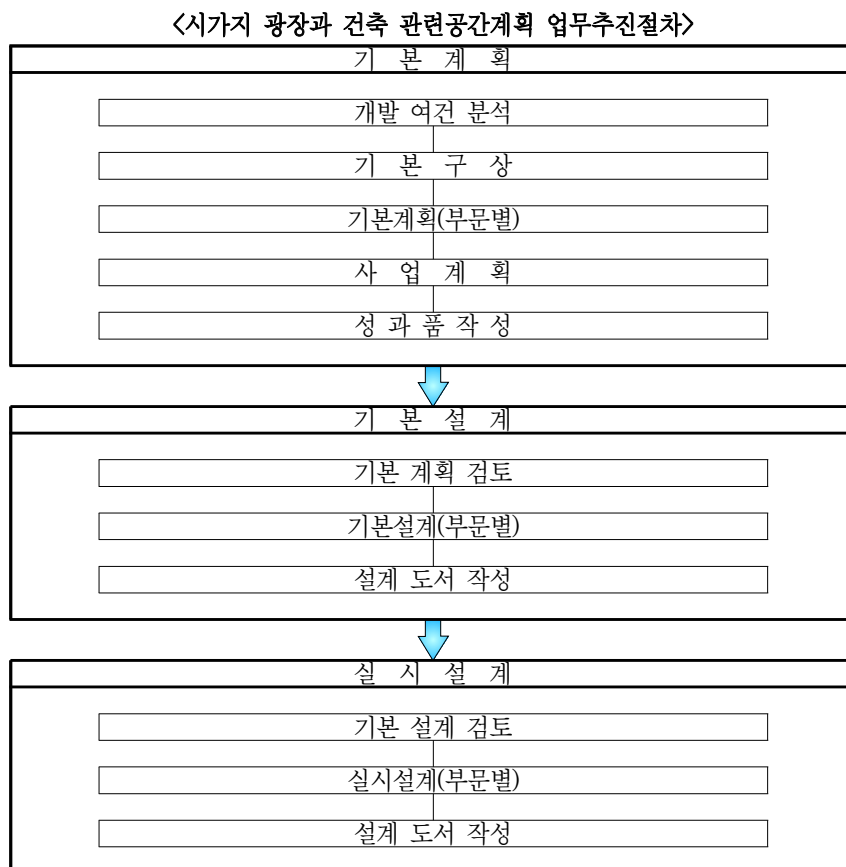 <시가지 광장과 건축 관련공간계획 업무추진절차>
기 본 계 획
개발 여건 분석
기 본 구 상
기본계획(부문별)
사 업 계 획
성 과 품 작 성
기 본 설 계
기본 계획 검토
기본설계(부문별)
설계 도서 작성
실 시 설 계
기본 설계 검토
실시설계(부문별)
설계 도서 작성